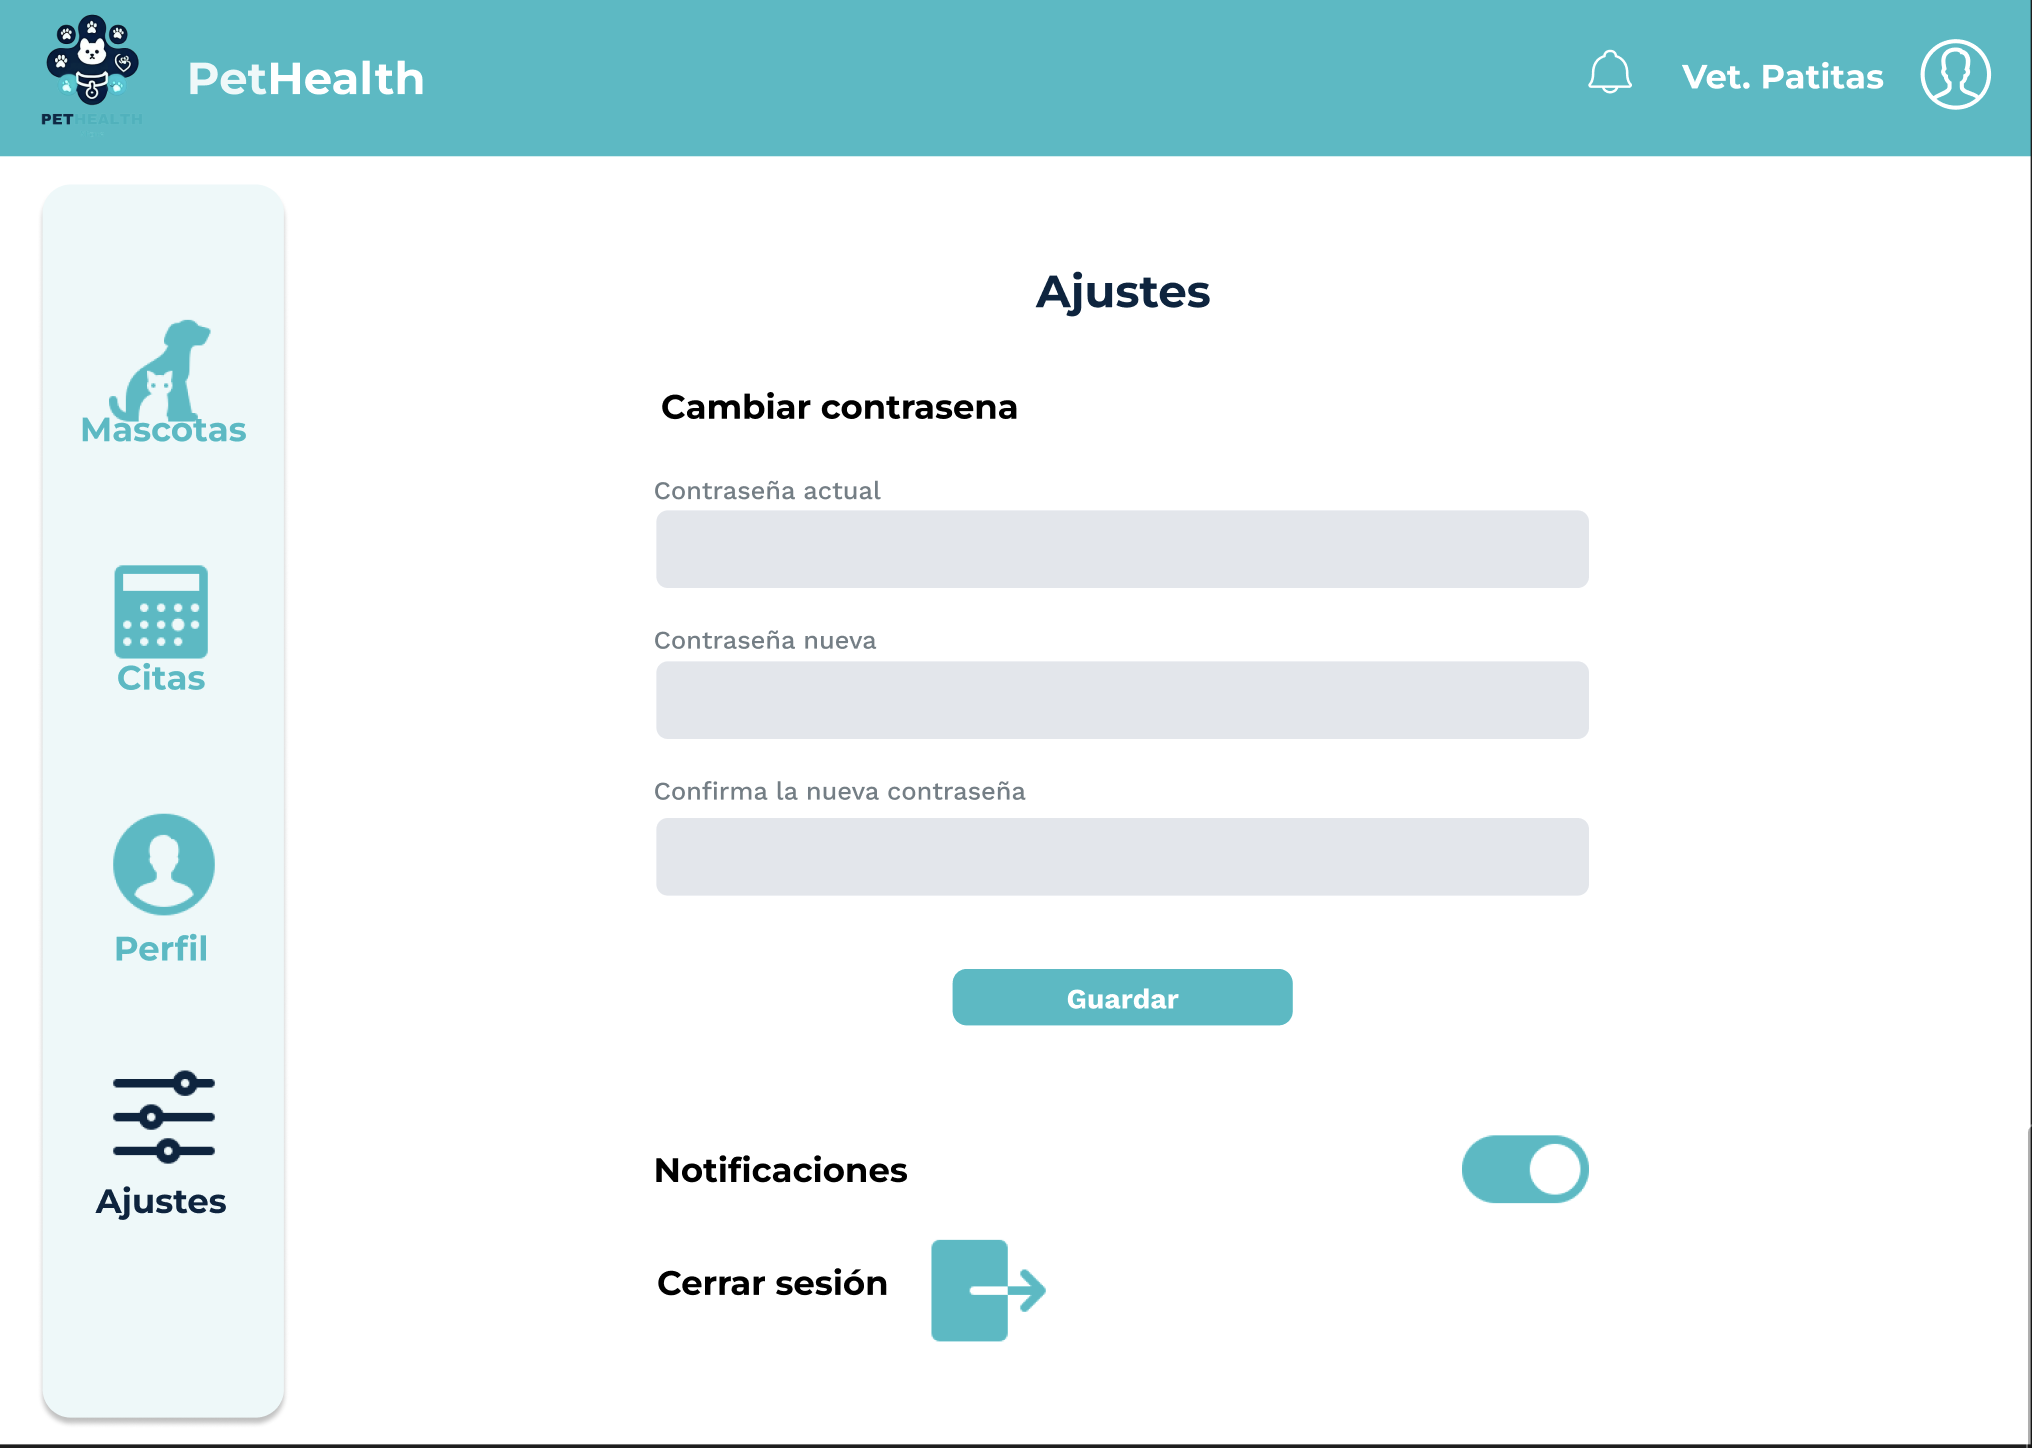 PETHEALTH
PetHealth
Vet. Patitas
Mascotas
Citas
Perfil
Ajustes
Ajustes
Cambiar contrasena
Contraseña actual
Contraseña nueva
Confirma la nueva contraseña
Guardar
Notificaciones
Cerrar sesión